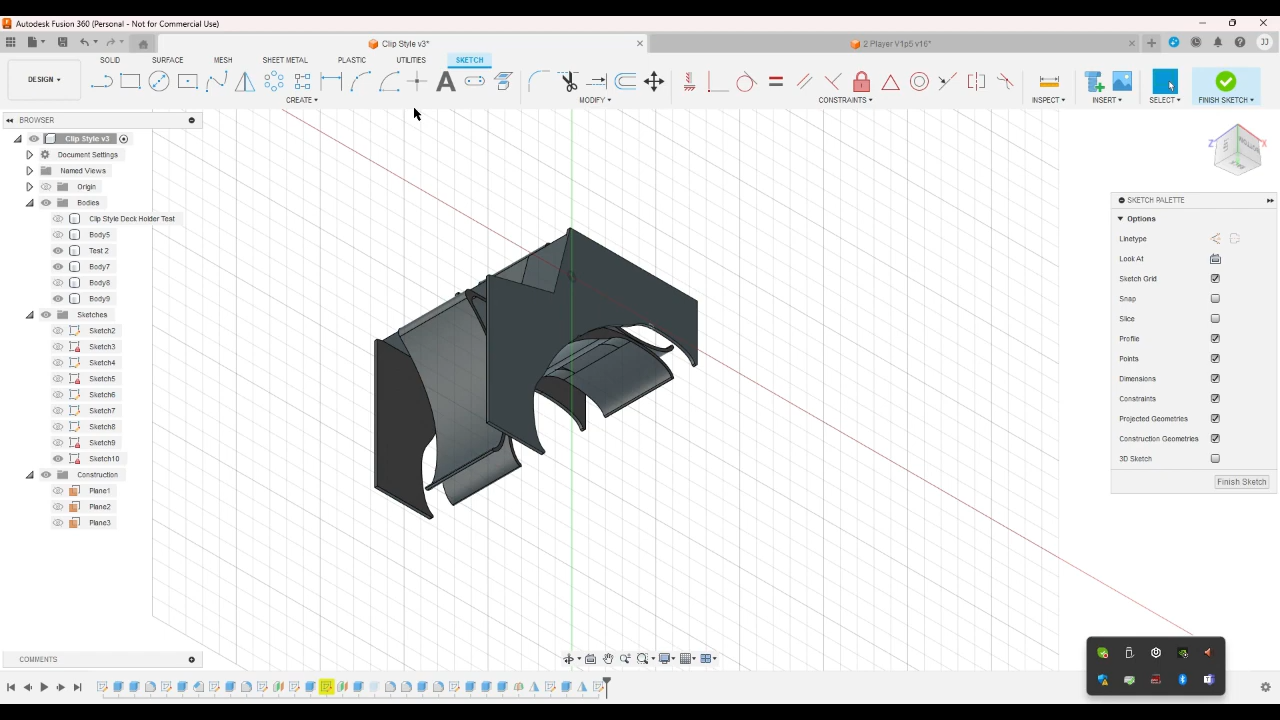 Autodesk Fusion 360 (Personal - Not for Commercial Use)
Clip Style v3*
2 Player V1p5 v16*
JJ
SOLID SURFACE MESH SHEET METAL PLASTIC UTILITIES SKETCH
DESIGN
CREATE MODIFY CONSTRAINTS INSPECT INSERT SELECT FINISH SKETCH
BROWSER
Clip Style v3
Document Settings
Named Views
Origin
Bodies
Clip Style Deck Holder Test
Body5
Test 2
Body7
Body8
Body9
Sketches
Sketch2
Sketch3
Sketch4
Sketch5
Sketch6
Sketch7
Sketch8
Sketch9
Sketch10
Construction
Plane1
Plane2
Plane3
Z X
SKETCH PALETTE
Options
Linetype
Look At
Sketch Grid
Snap
Slice
Profile
Points
Dimensions
Constraints
Projected Geometries
Construction Geometries
3D Sketch
Finish Sketch
COMMENTS